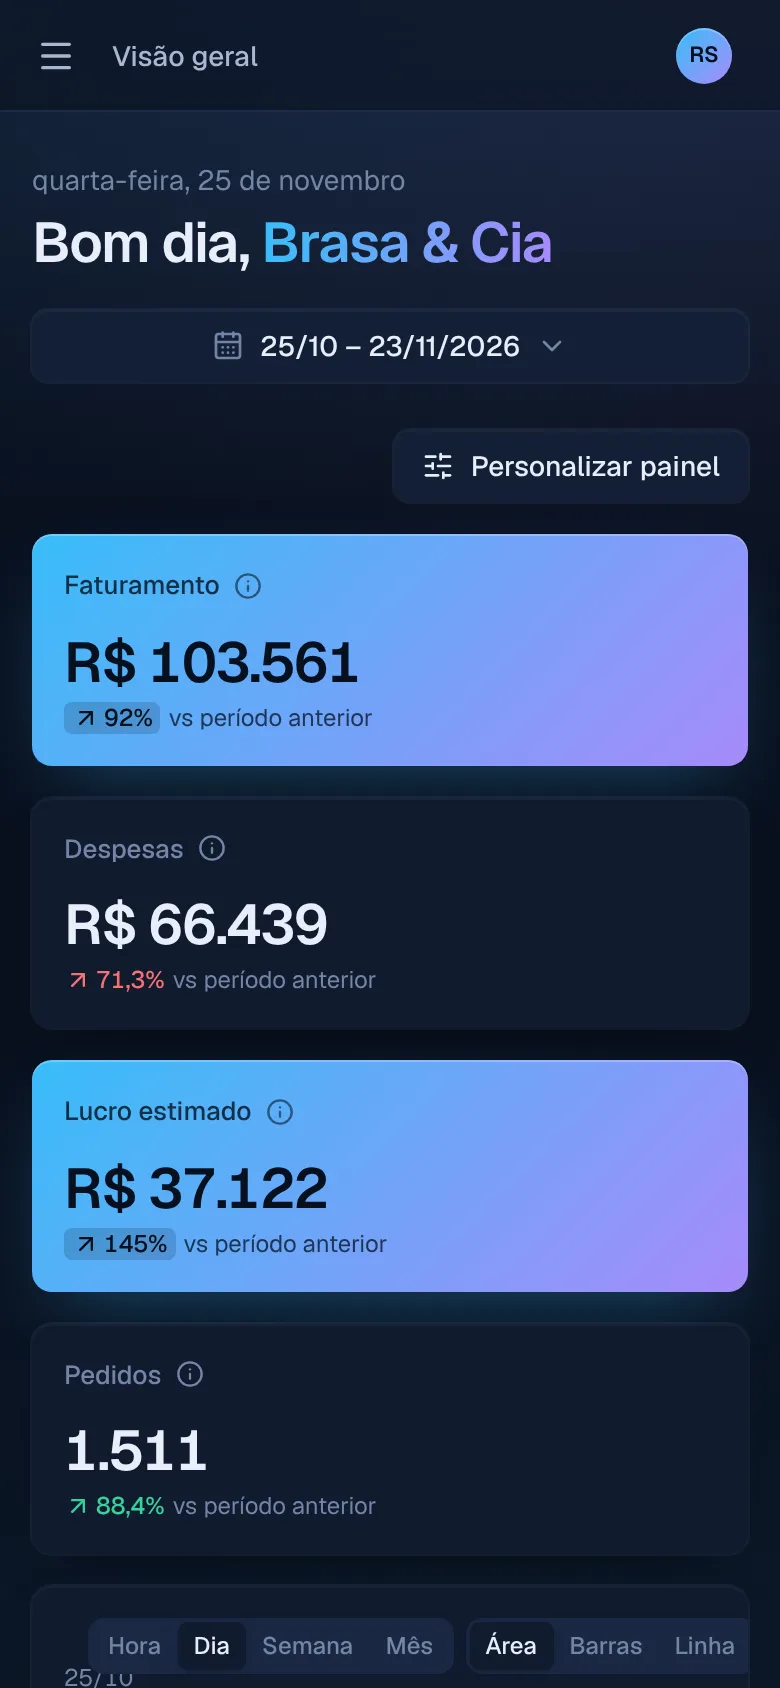 Visão geral
RS
quarta-feira, 25 de novembro
Bom dia, Brasa & Cia
25/10 – 23/11/2026
Personalizar painel
Faturamento
R$ 103.561
92% vs período anterior
Despesas
R$ 66.439
71,3% vs período anterior
Lucro estimado
R$ 37.122
145% vs período anterior
Pedidos
1.511
88,4% vs período anterior
Hora Dia Semana Mês Área Barras Linha
25/10